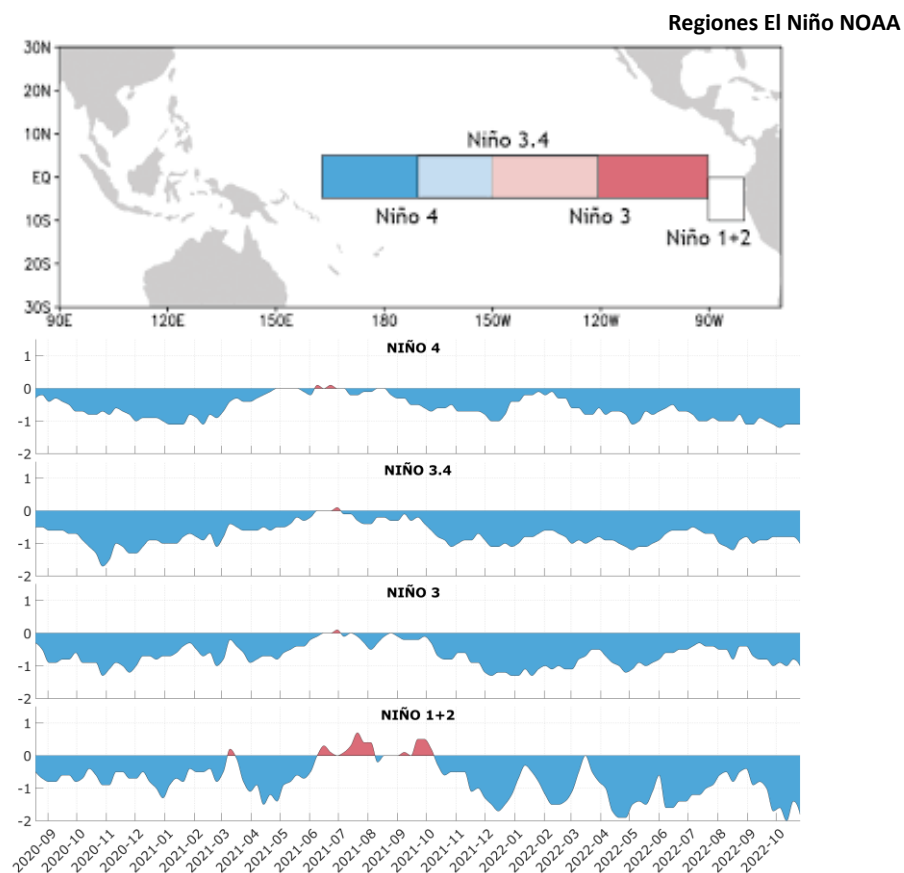 Regiones El Niño NOAA
30N
20N
10N
EQ
10S
20S
30S
Niño 3.4
Niño 4
Niño 3
Niño 1+2
90E 120E 150E 180 150W 120W 90W
NIÑO 4
1
0
-1
-2
NIÑO 3.4
1
0
-1
-2
NIÑO 3
1
0
-1
-2
NIÑO 1+2
1
0
-1
-2
2020-09 2020-10 2020-11 2020-12 2021-01 2021-02 2021-03 2021-04 2021-05 2021-06 2021-07 2021-08 2021-09 2021-10 2021-11 2021-12 2022-01 2022-02 2022-03 2022-04 2022-05 2022-06 2022-07 2022-08 2022-09 2022-10